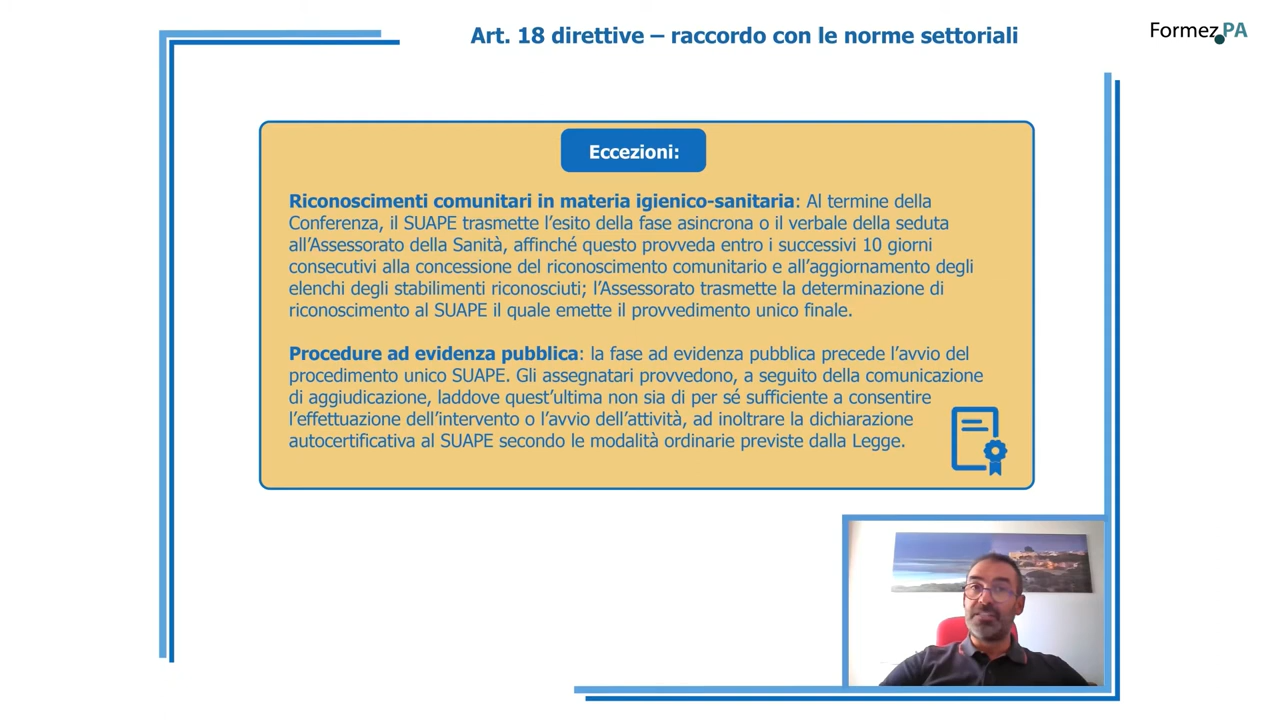 Art. 18 direttive – raccordo con le norme settoriali
Formez.PA
Eccezioni:
Riconoscimenti comunitari in materia igienico-sanitaria: Al termine della
Conferenza, il SUAPE trasmette l’esito della fase asincrona o il verbale della seduta
all’Assessorato della Sanità, affinché questo provveda entro i successivi 10 giorni
consecutivi alla concessione del riconoscimento comunitario e all’aggiornamento degli
elenchi degli stabilimenti riconosciuti; l’Assessorato trasmette la determinazione di
riconoscimento al SUAPE il quale emette il provvedimento unico finale.
Procedure ad evidenza pubblica: la fase ad evidenza pubblica precede l’avvio del
procedimento unico SUAPE. Gli assegnatari provvedono, a seguito della comunicazione
di aggiudicazione, laddove quest’ultima non sia di per sé sufficiente a consentire
l’effettuazione dell’intervento o l’avvio dell’attività, ad inoltrare la dichiarazione
autocertificativa al SUAPE secondo le modalità ordinarie previste dalla Legge.